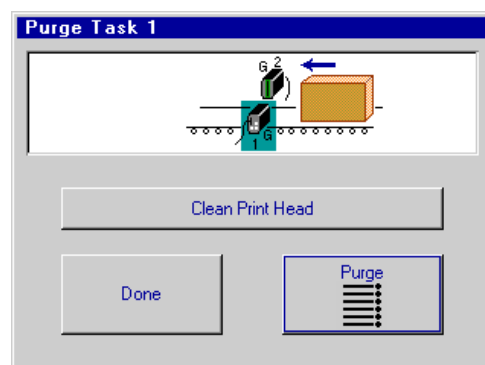 Purge Task 1
G 2
1 G
Clean Print Head
Done
Purge